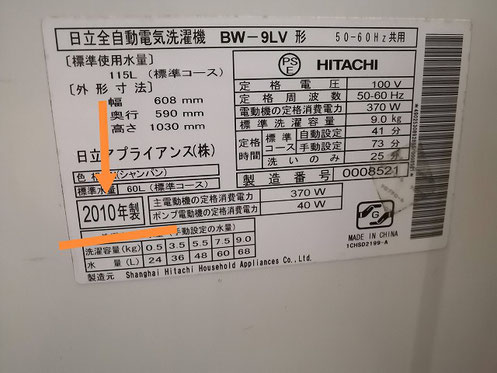 日立全自動電気洗濯機 BW-9LV 形 50-60Hz共用
[標準使用水量]
115L (標準コース)
[外形寸法]
幅 608 mm
奥行 590 mm
高さ 1030 mm
日立アプライアンス(株)
(シャンパン)
標準水量 60L (標準コース)
2010年製
PSE
HITACHI
定格電圧 100 V
定格周波数 50-60 Hz
電動機の定格消費電力 370 W
標準洗濯容量 9.0 kg
定格時間 標準コース 自動設定 41 分
手動設定 73 分
洗いのみ 25 分
製造番号 0008521
主電動機の定格消費電力 370 W
ポンプ電動機の定格消費電力 40 W
手動設定の水量)
洗濯容量(kg) 0.5 3.5 5.5 7.5 9.0
水量 (L) 24 36 48 60 68
製造元 Shanghai Hitachi Household Appliances Co., Ltd.
MADE IN CHINA
1CHSD2199-A